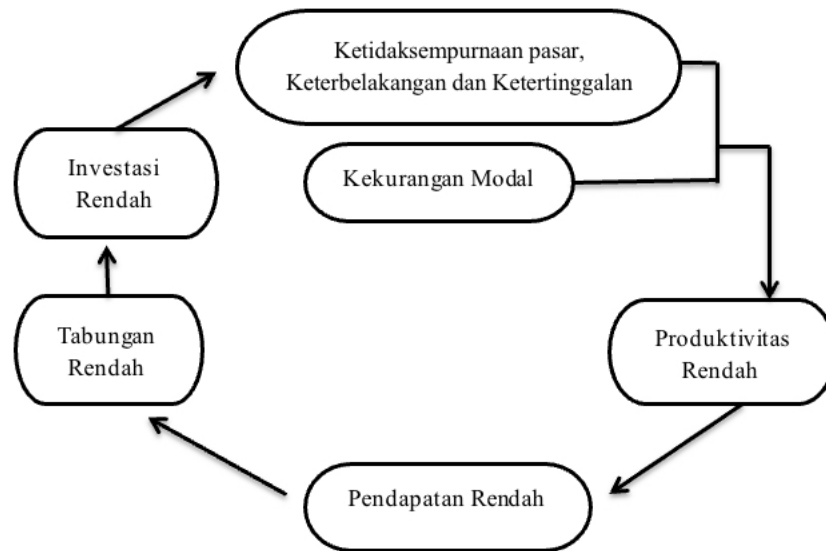 Ketidaksempurnaan pasar,
Keterbelakangan dan Ketertinggalan
Kekurangan Modal
Investasi
Rendah
Tabungan
Rendah
Produktivitas
Rendah
Pendapatan Rendah